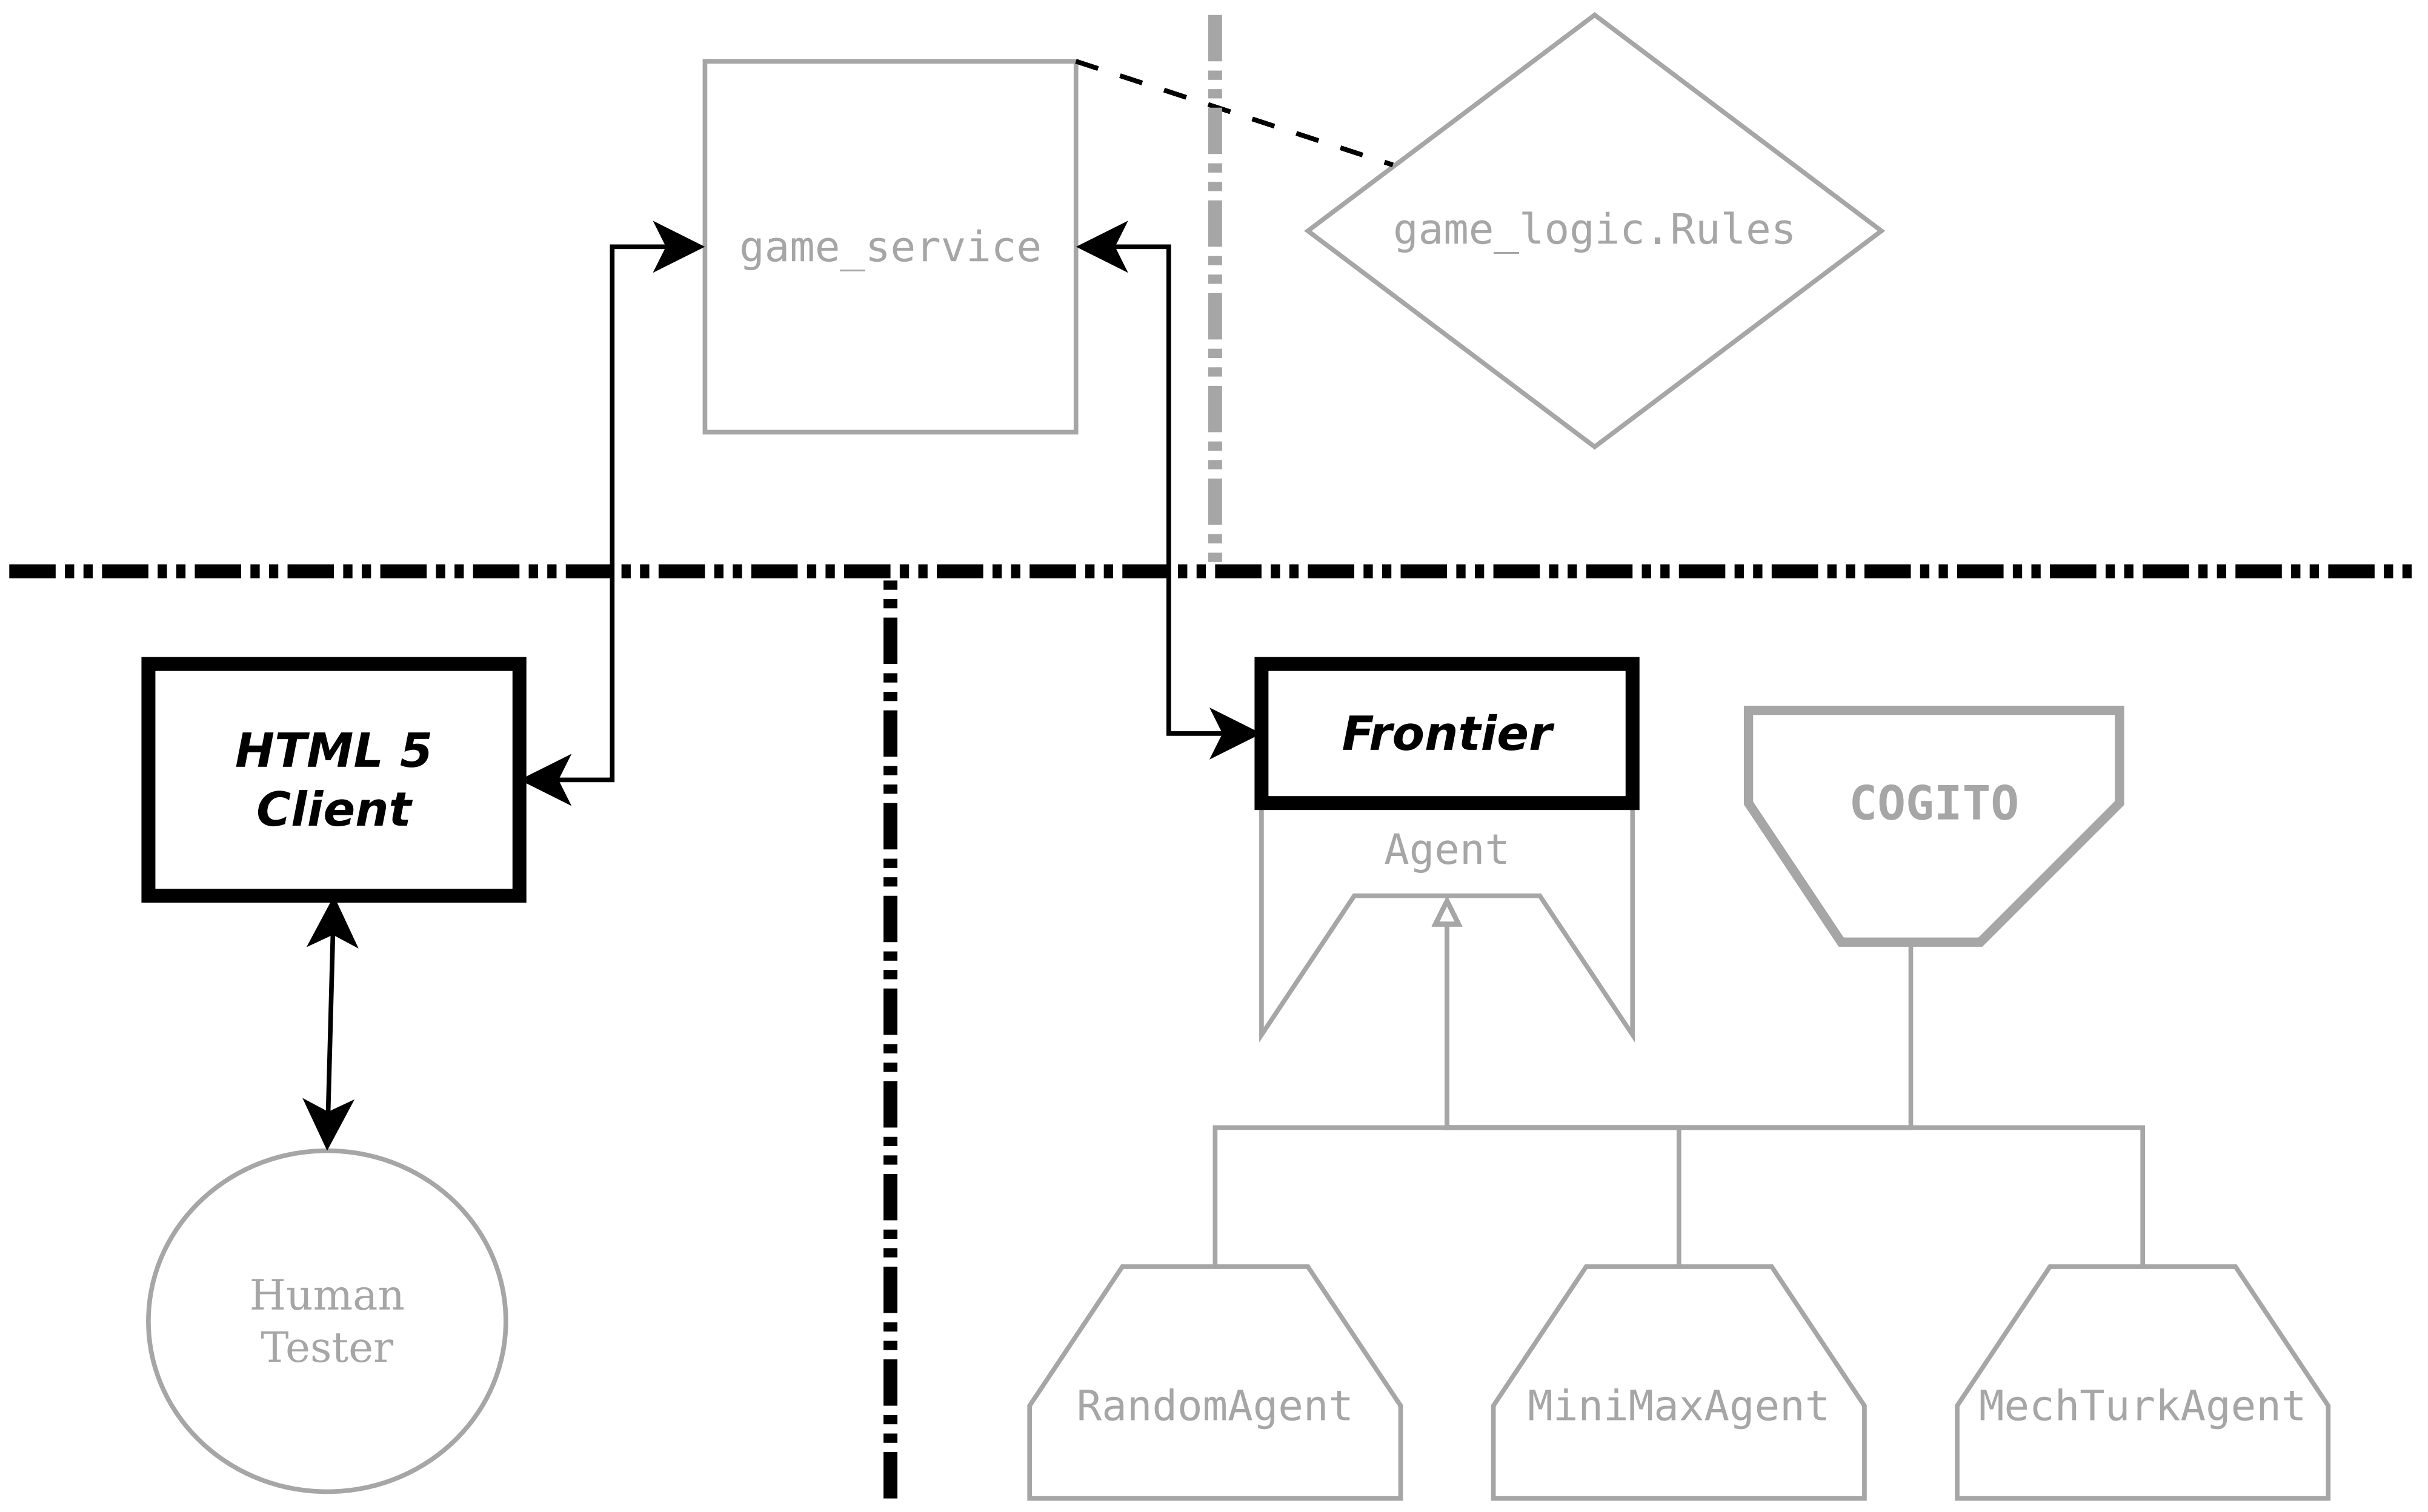 game_service
game_logic.Rules
HTML 5
Client
Frontier
Agent
COGITO
Human
Tester
RandomAgent
MiniMaxAgent
MechTurkAgent